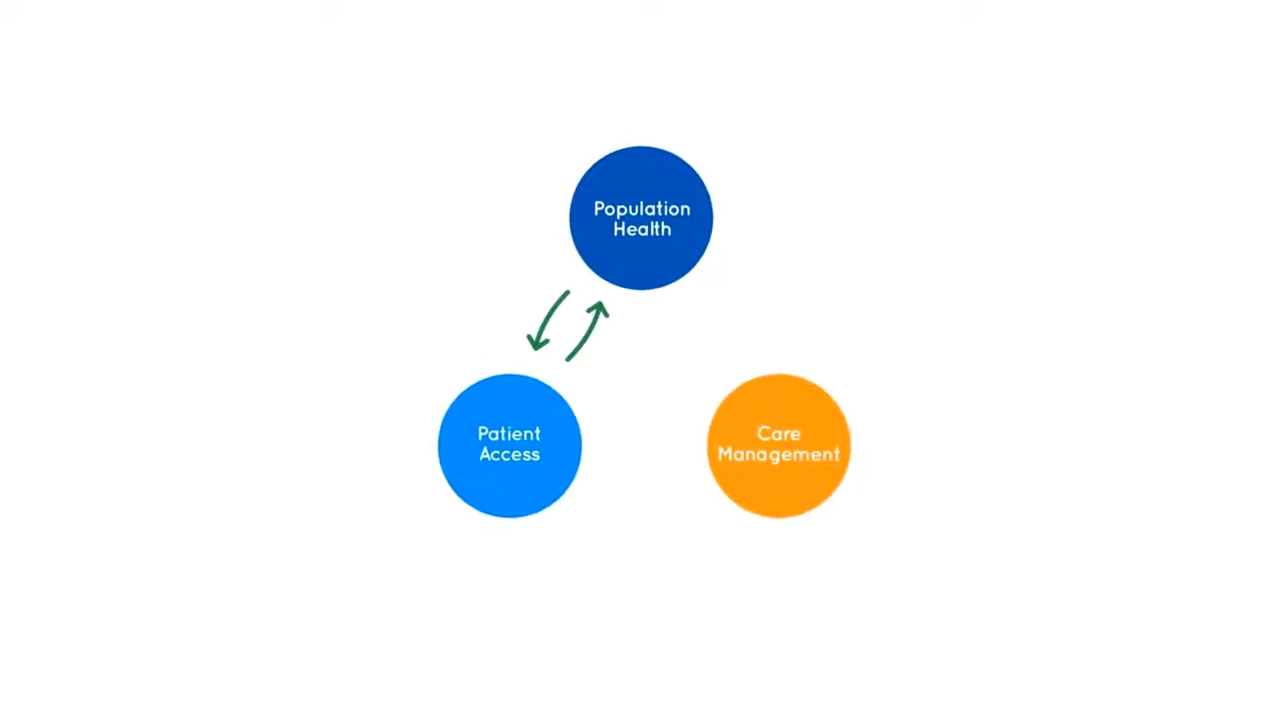 Population
Health
Patient
Access
Care
Management